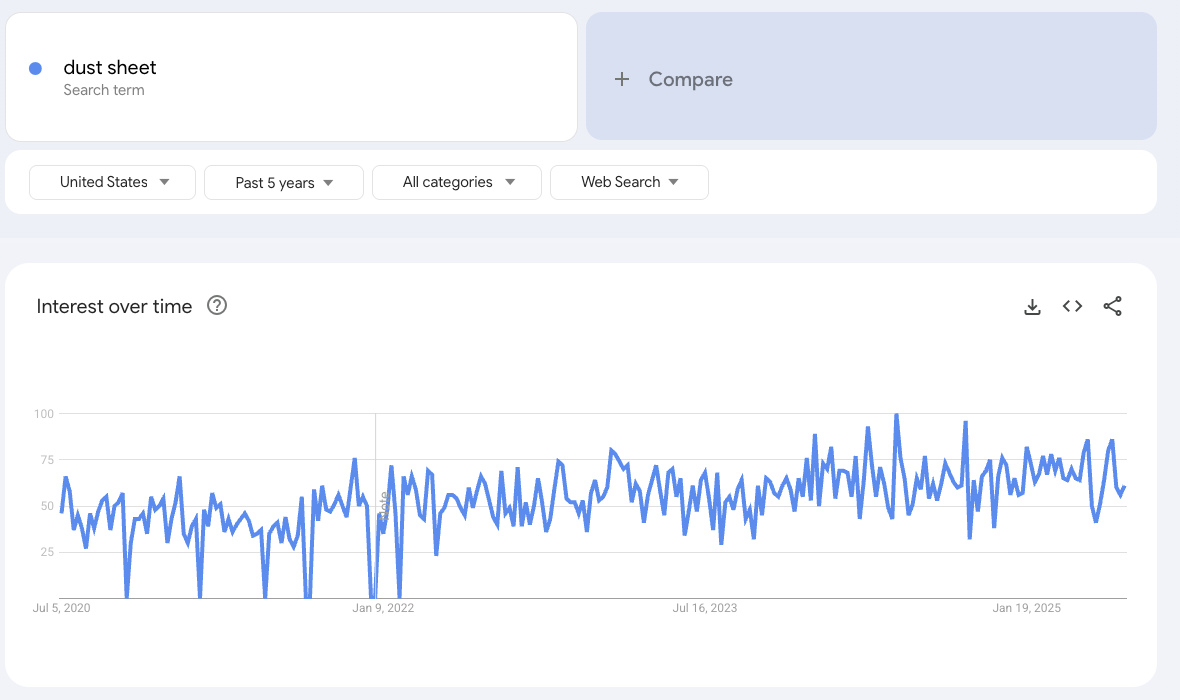 dust sheet
Search term
+ Compare
United States
Past 5 years
All categories
Web Search
Interest over time
?
100
75
50
25
Note
Jul 5, 2020
Jan 9, 2022
Jul 16, 2023
Jan 19, 2025